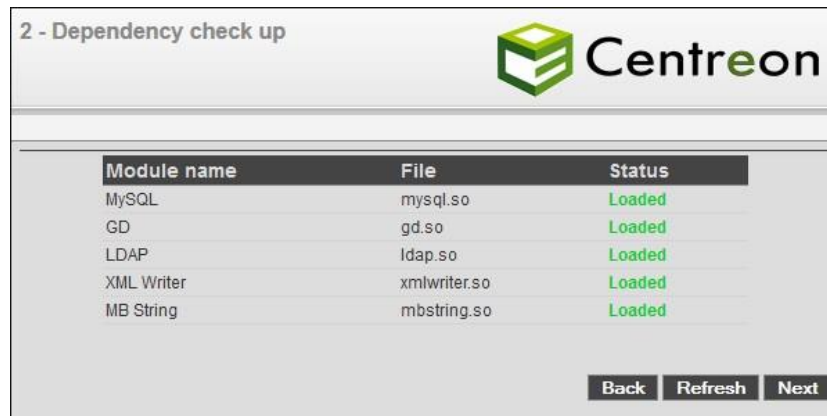 2 - Dependency check up
Centreon
Module name File Status
MySQL mysql.so Loaded
GD gd.so Loaded
LDAP ldap.so Loaded
XML Writer xmlwriter.so Loaded
MB String mbstring.so Loaded
Back Refresh Next